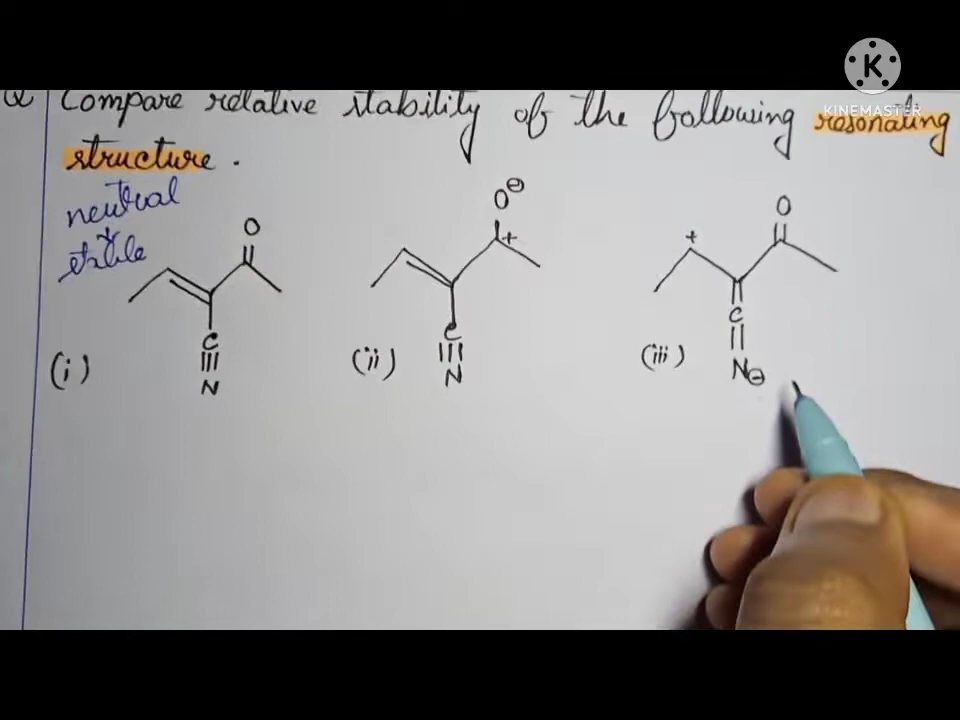 Q Compare relative stability of the following resonating
structure .
neutral
stable
O
C
N
(i)
O⊖
+
C
N
(ii)
+
O
C
N⊖
(iii)
K
KINEMASTER